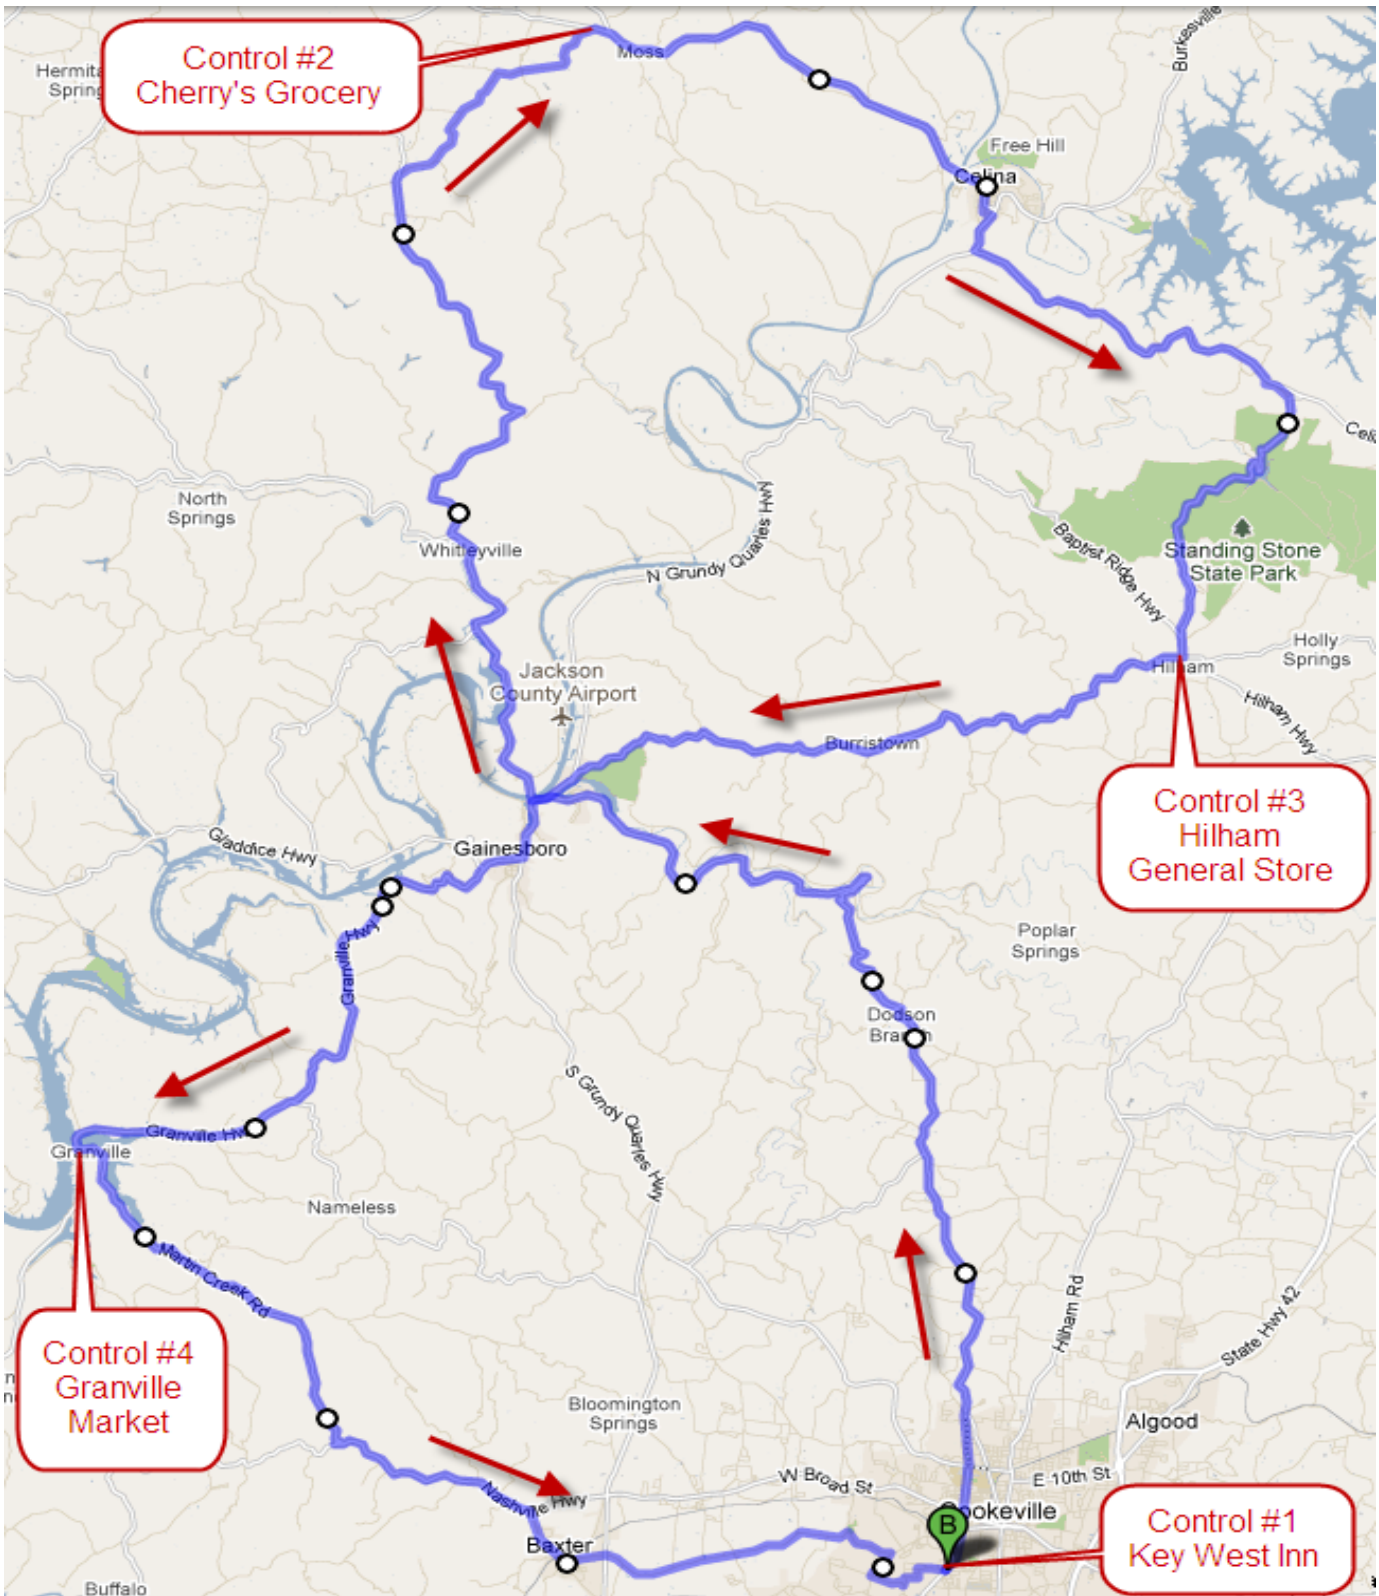 Control #2
Cherry's Grocery
Moss
Burkesville
Free Hill
Celina
North
Springs
Whitleyville
N Grundy Quarles Hwy
Baptist Ridge Hwy
Standing Stone
State Park
Holly
Springs
Hilham
Hilham Hwy
Jackson
County Airport
Burristown
Control #3
Hilham
General Store
Gladdice Hwy
Gainesboro
Granville Hwy
Poplar
Springs
Dodson
Branch
S Grundy Quarles Hwy
Granville
Nameless
Martin Creek Rd
Hilham Rd
State Hwy 42
Control #4
Granville
Market
Bloomington
Springs
Algood
W Broad St
E 10th St
Nashville Hwy
Cookeville
B
Baxter
Control #1
Key West Inn
Buffalo